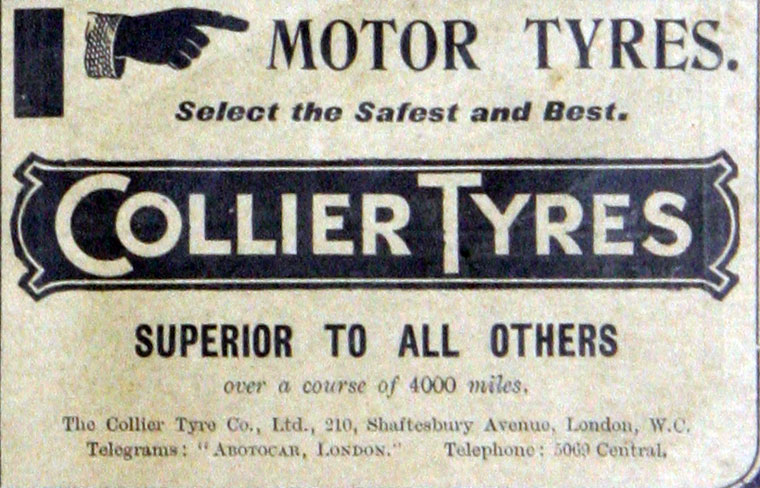 MOTOR TYRES.
Select the Safest and Best.
COLLIER TYRES
SUPERIOR TO ALL OTHERS
over a course of 4000 miles.
The Collier Tyre Co., Ltd., 210, Shaftesbury Avenue, London, W.C.
Telegrams: "ABOTOCAR, LONDON." Telephone: 5069 Central.